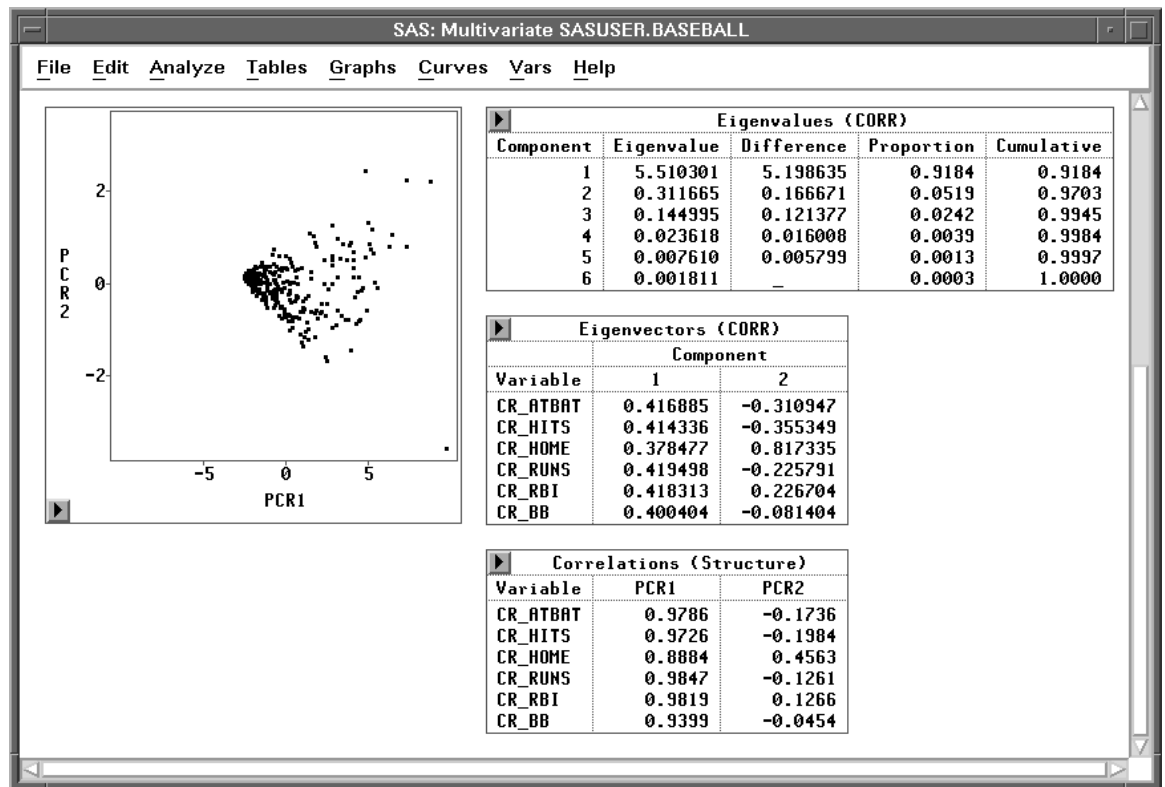 SAS: Multivariate SASUSER.BASEBALL
File Edit Analyze Tables Graphs Curves Vars Help
2
0
-2
PCR2
-5 0 5
PCR1
Eigenvalues (CORR)
Component Eigenvalue Difference Proportion Cumulative
1 5.510301 5.198635 0.9184 0.9184
2 0.311665 0.166671 0.0519 0.9703
3 0.144995 0.121377 0.0242 0.9945
4 0.023618 0.016008 0.0039 0.9984
5 0.007610 0.005799 0.0013 0.9997
6 0.001811 _ 0.0003 1.0000
Eigenvectors (CORR)
Component
Variable 1 2
CR_ATBAT 0.416885 -0.310947
CR_HITS 0.414336 -0.355349
CR_HOME 0.378477 0.817335
CR_RUNS 0.419498 -0.225791
CR_RBI 0.418313 0.226704
CR_BB 0.400404 -0.081404
Correlations (Structure)
Variable PCR1 PCR2
CR_ATBAT 0.9786 -0.1736
CR_HITS 0.9726 -0.1984
CR_HOME 0.8884 0.4563
CR_RUNS 0.9847 -0.1261
CR_RBI 0.9819 0.1266
CR_BB 0.9399 -0.0454